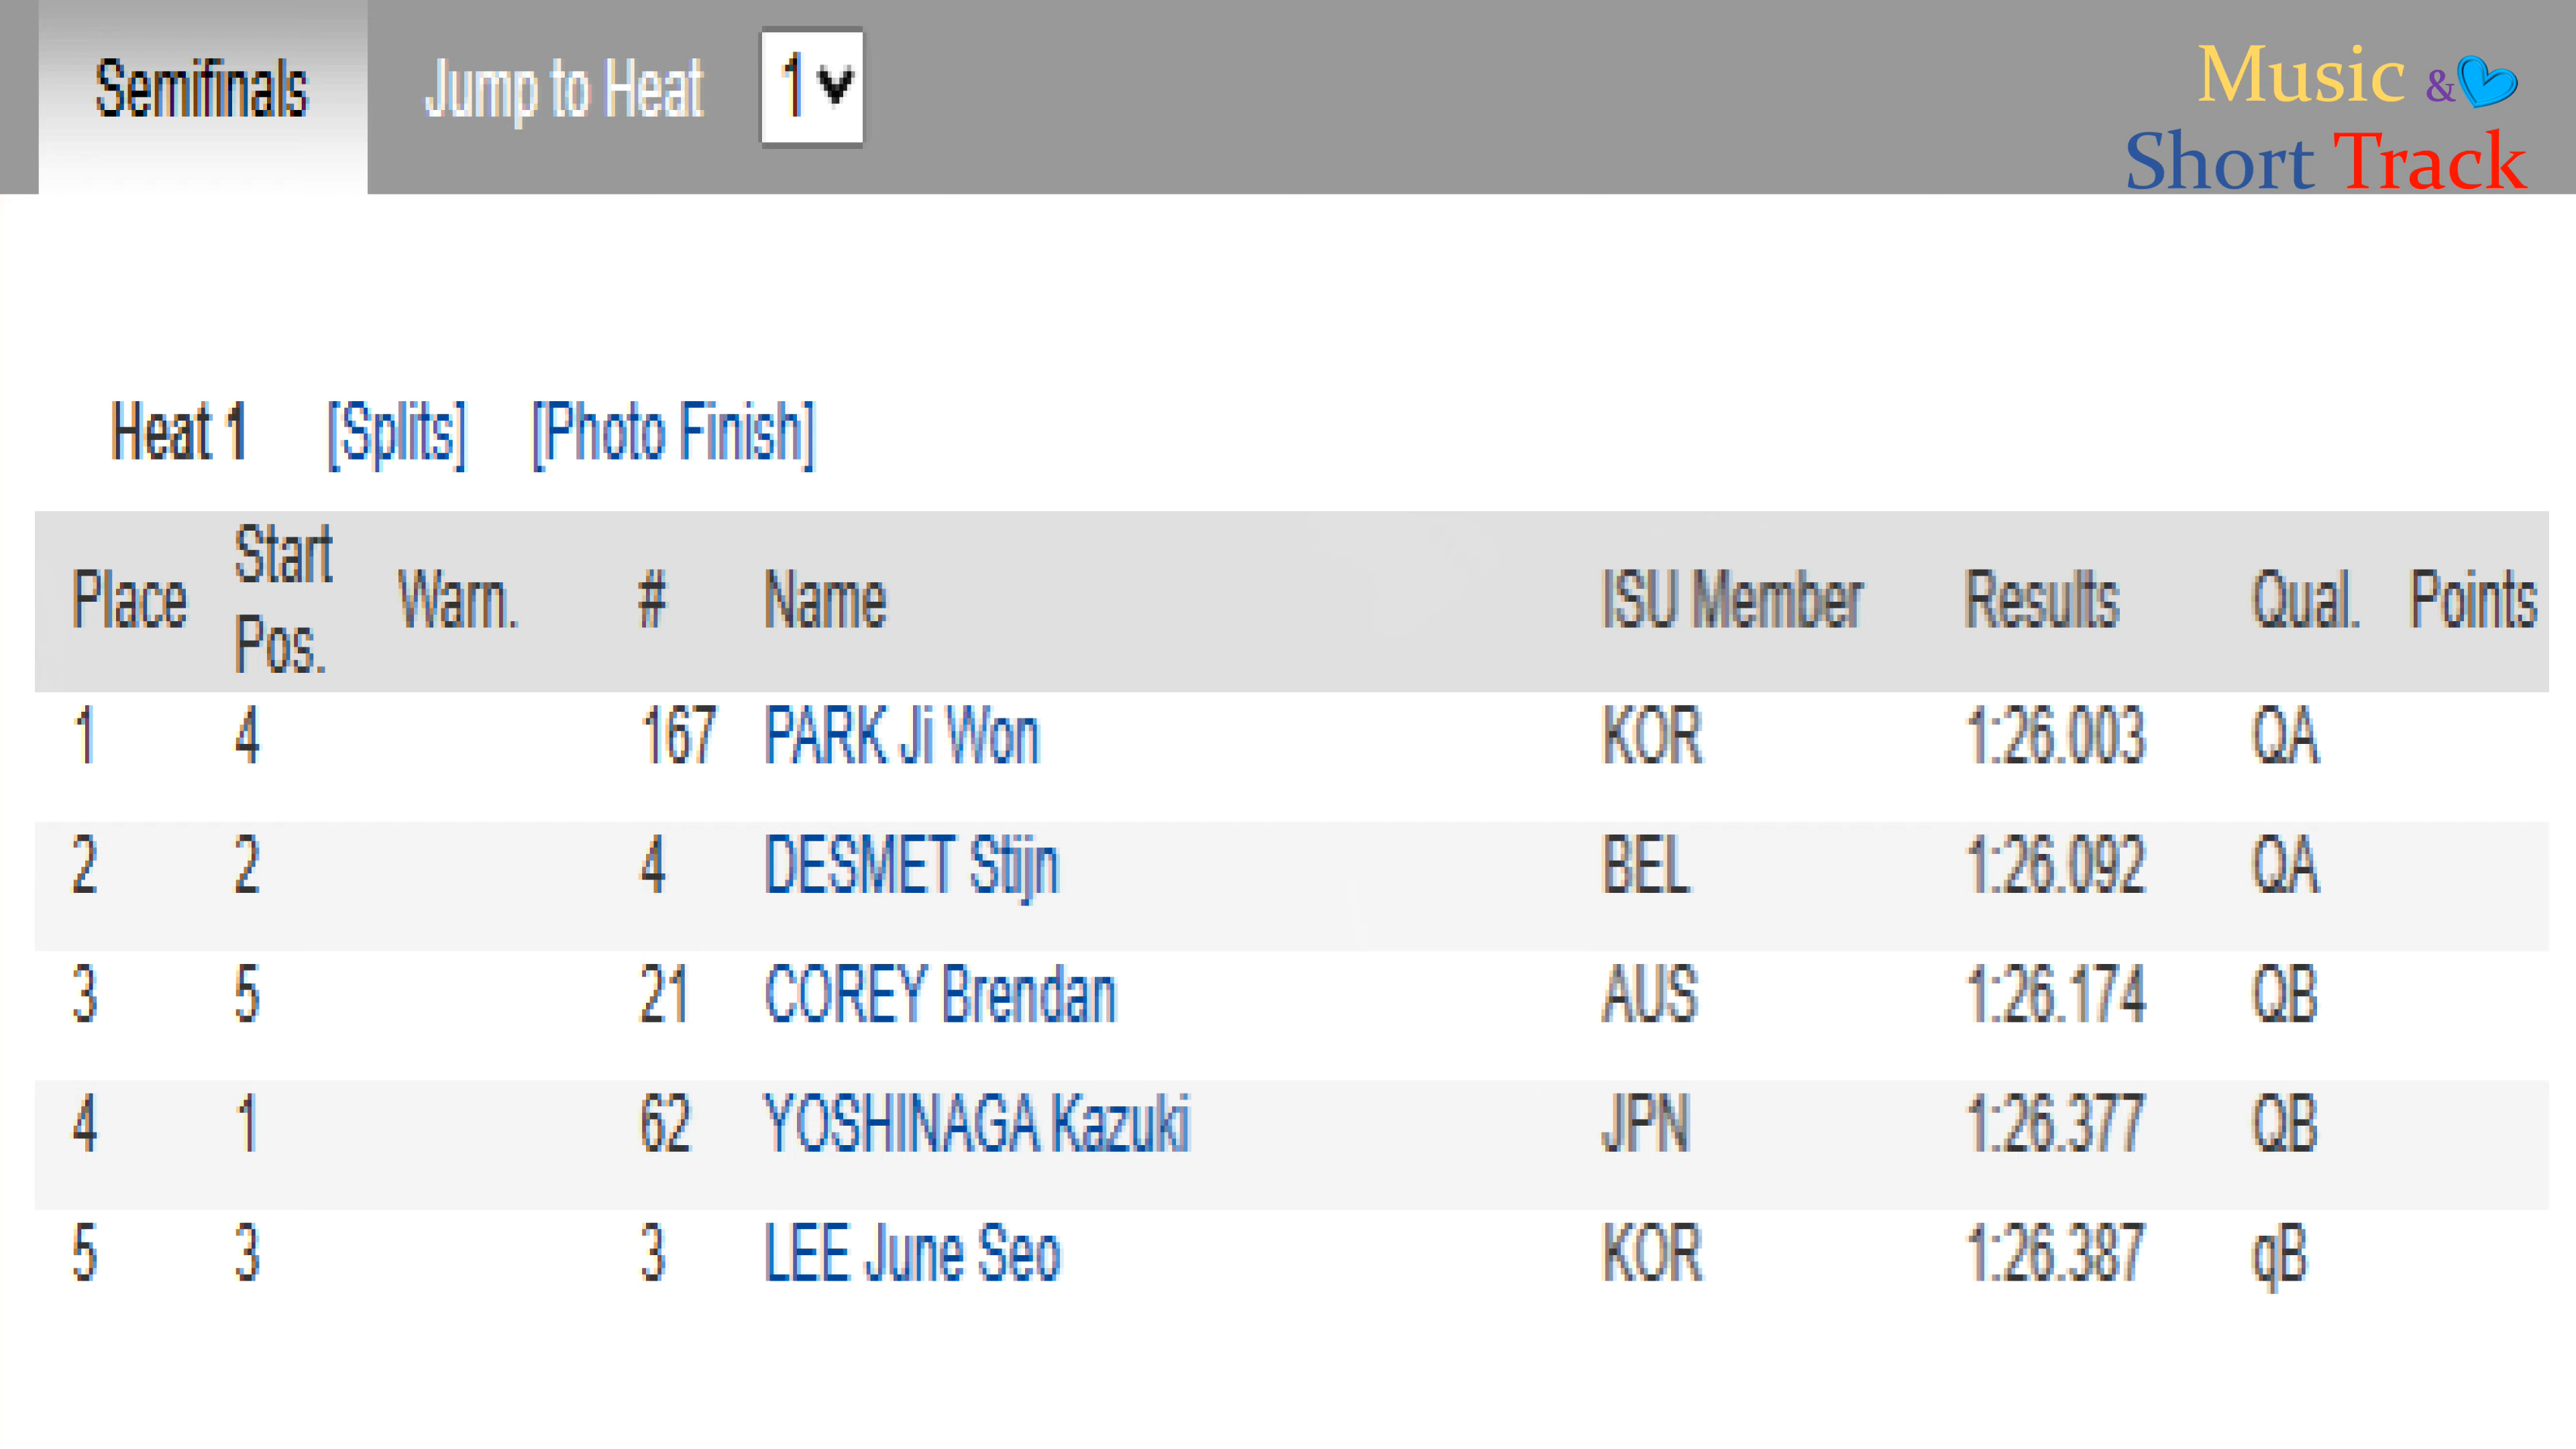 Semifinals Jump to Heat 1
Music &
Short Track
Heat 1 [Splits] [Photo Finish]
Place Start Pos. Warn. # Name ISU Member Results Qual. Points
1 4 167 PARK Ji Won KOR 1:26.003 QA
2 2 4 DESMET Stijn BEL 1:26.092 QA
3 5 21 COREY Brendan AUS 1:26.174 QB
4 1 62 YOSHINAGA Kazuki JPN 1:26.377 QB
5 3 3 LEE June Seo KOR 1:26.387 qB